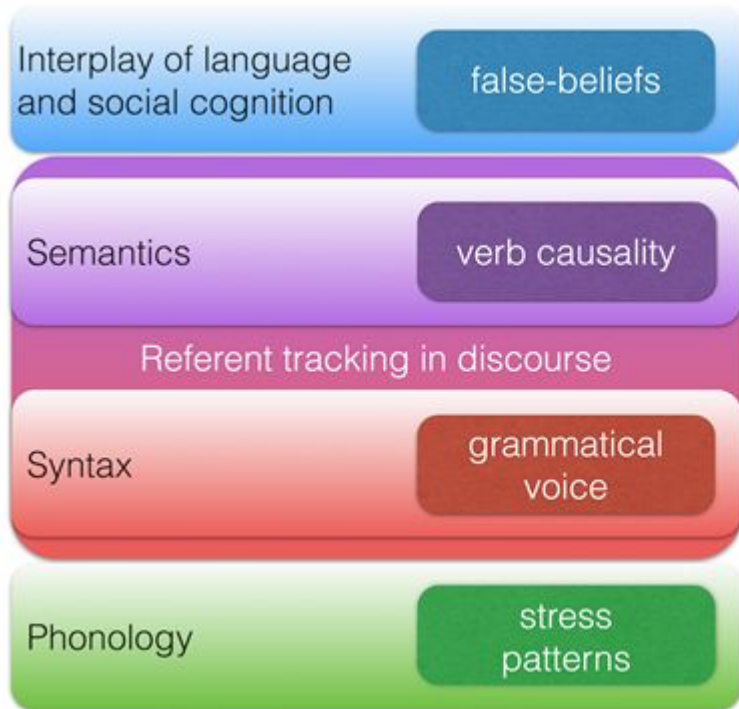 Interplay of language
and social cognition
false-beliefs
Semantics
verb causality
Referent tracking in discourse
Syntax
grammatical
voice
Phonology
stress
patterns